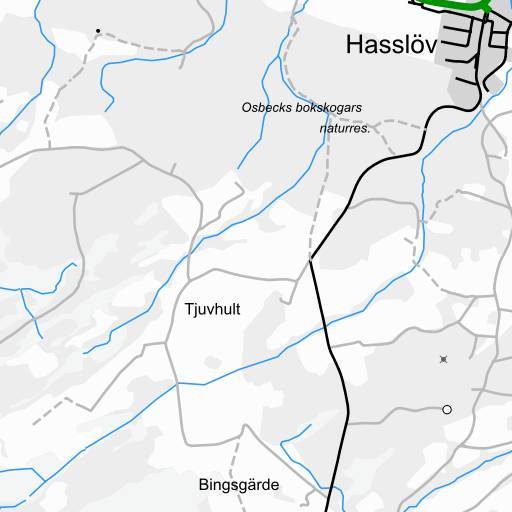 Hasslöv
Osbecks bokskogars
naturres.
Tjuvhult
Bingsgärde